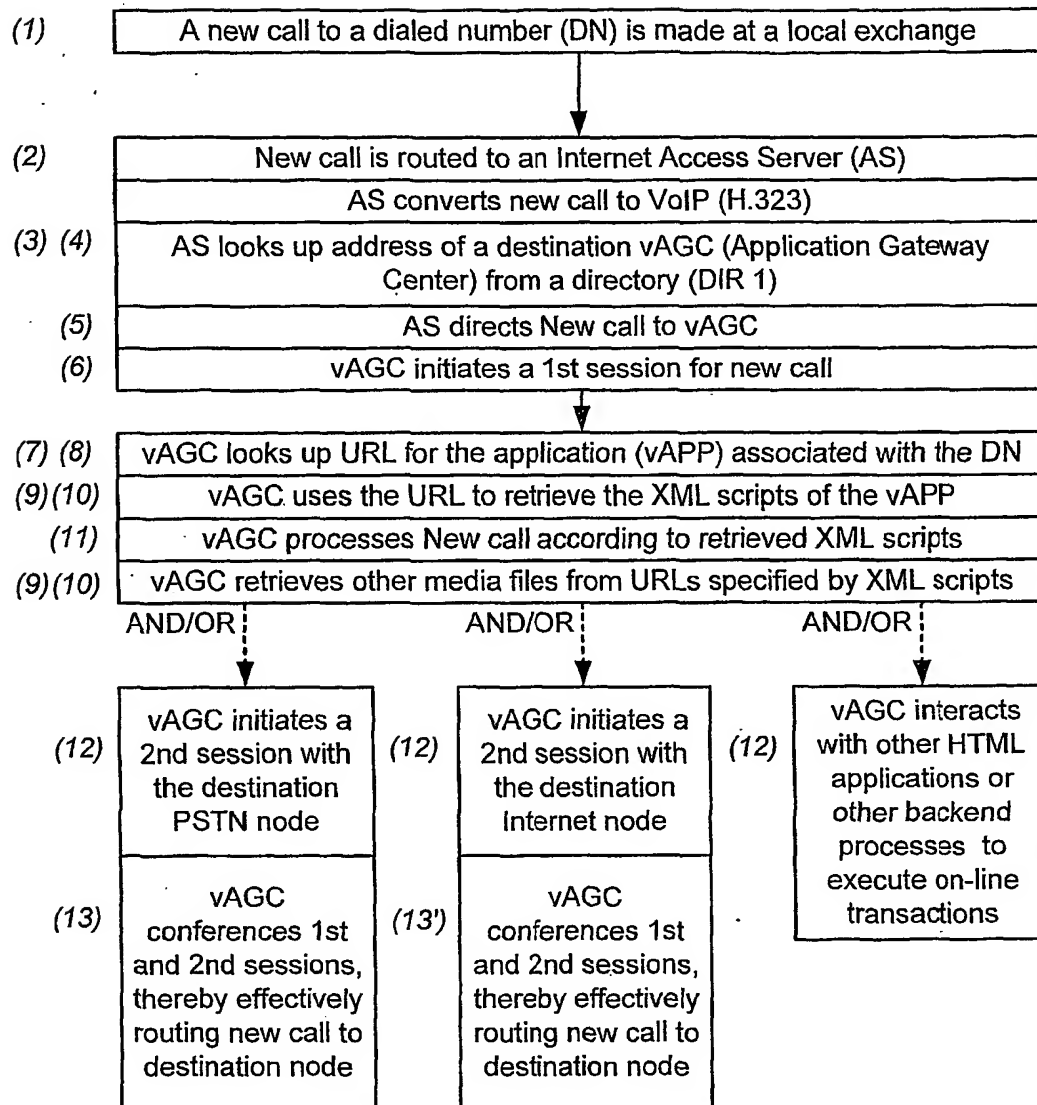 (1) A new call to a dialed number (DN) is made at a local exchange
(2) New call is routed to an Internet Access Server (AS)
AS converts new call to VoIP (H.323)
(3) (4) AS looks up address of a destination vAGC (Application Gateway
Center) from a directory (DIR 1)
(5) AS directs New call to vAGC
(6) vAGC initiates a 1st session for new call
(7) (8) vAGC looks up URL for the application (vAPP) associated with the DN
(9)(10) vAGC uses the URL to retrieve the XML scripts of the vAPP
(11) vAGC processes New call according to retrieved XML scripts
(9)(10) vAGC retrieves other media files from URLs specified by XML scripts
AND/OR AND/OR AND/OR
(12)
vAGC initiates a
2nd session with
the destination
PSTN node
(13)
vAGC
conferences 1st
and 2nd sessions,
thereby effectively
routing new call to
destination node
(12)
vAGC initiates a
2nd session with
the destination
Internet node
(13')
vAGC
conferences 1st
and 2nd sessions,
thereby effectively
routing new call to
destination node
(12)
vAGC interacts
with other HTML
applications or
other backend
processes to
execute on-line
transactions